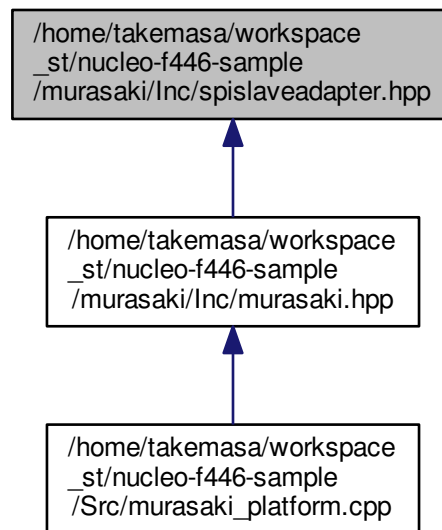 /home/takemasa/workspace
_st/nucleo-f446-sample
/murasaki/Inc/spislaveadapter.hpp
/home/takemasa/workspace
_st/nucleo-f446-sample
/murasaki/Inc/murasaki.hpp
/home/takemasa/workspace
_st/nucleo-f446-sample
/Src/murasaki_platform.cpp